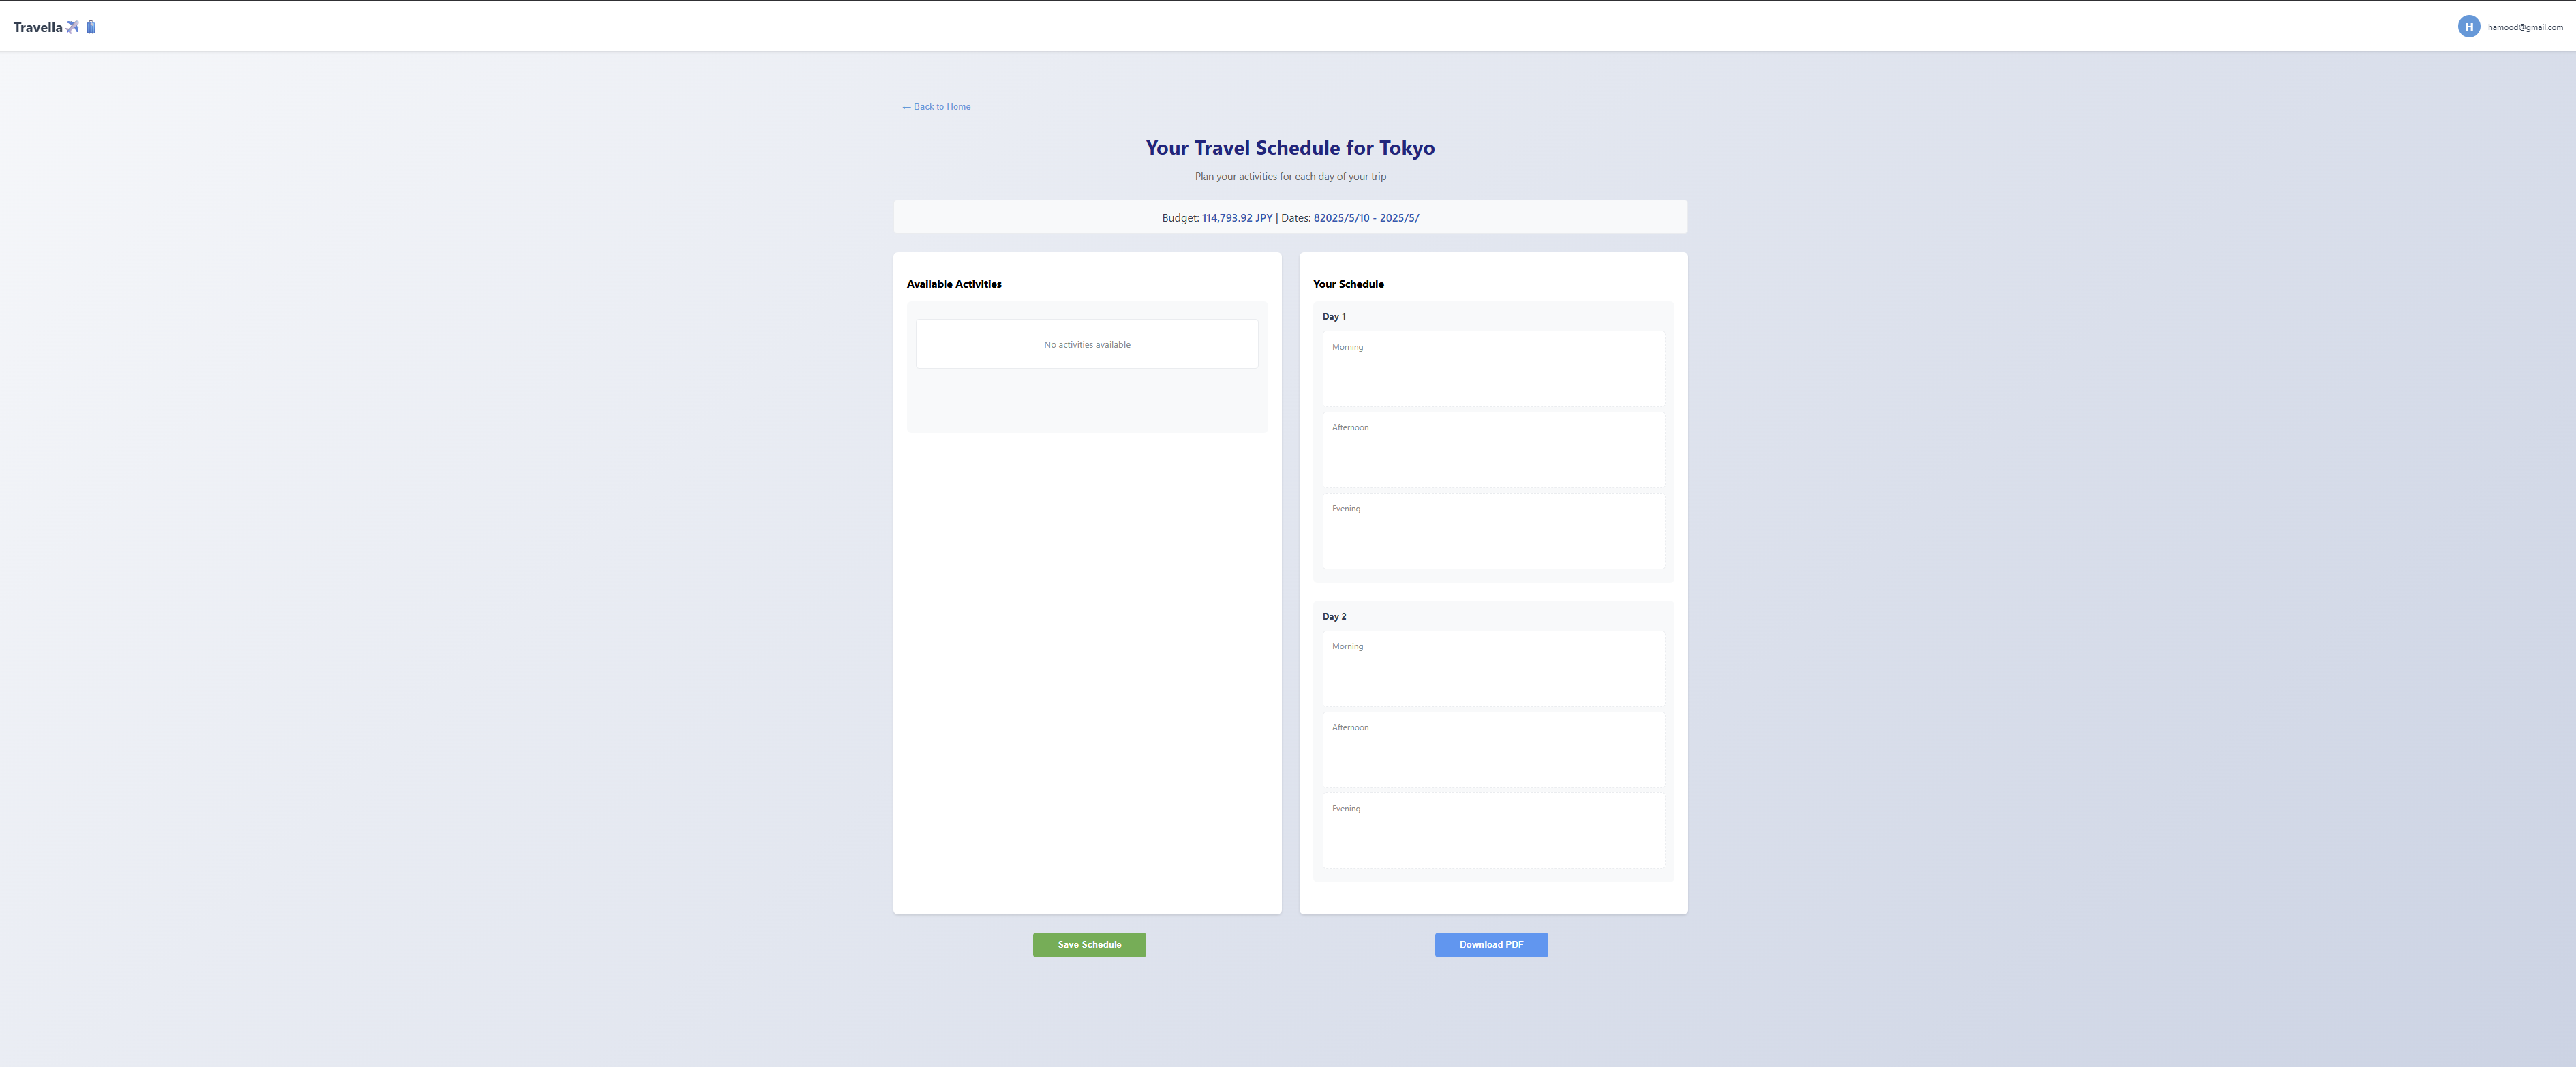 Travella
H hamood@gmail.com
← Back to Home
Your Travel Schedule for Tokyo
Plan your activities for each day of your trip
Budget: 114,793.92 JPY | Dates: 82025/5/10 - 2025/5/
Available Activities
No activities available
Your Schedule
Day 1
Morning
Afternoon
Evening
Day 2
Morning
Afternoon
Evening
Save Schedule
Download PDF